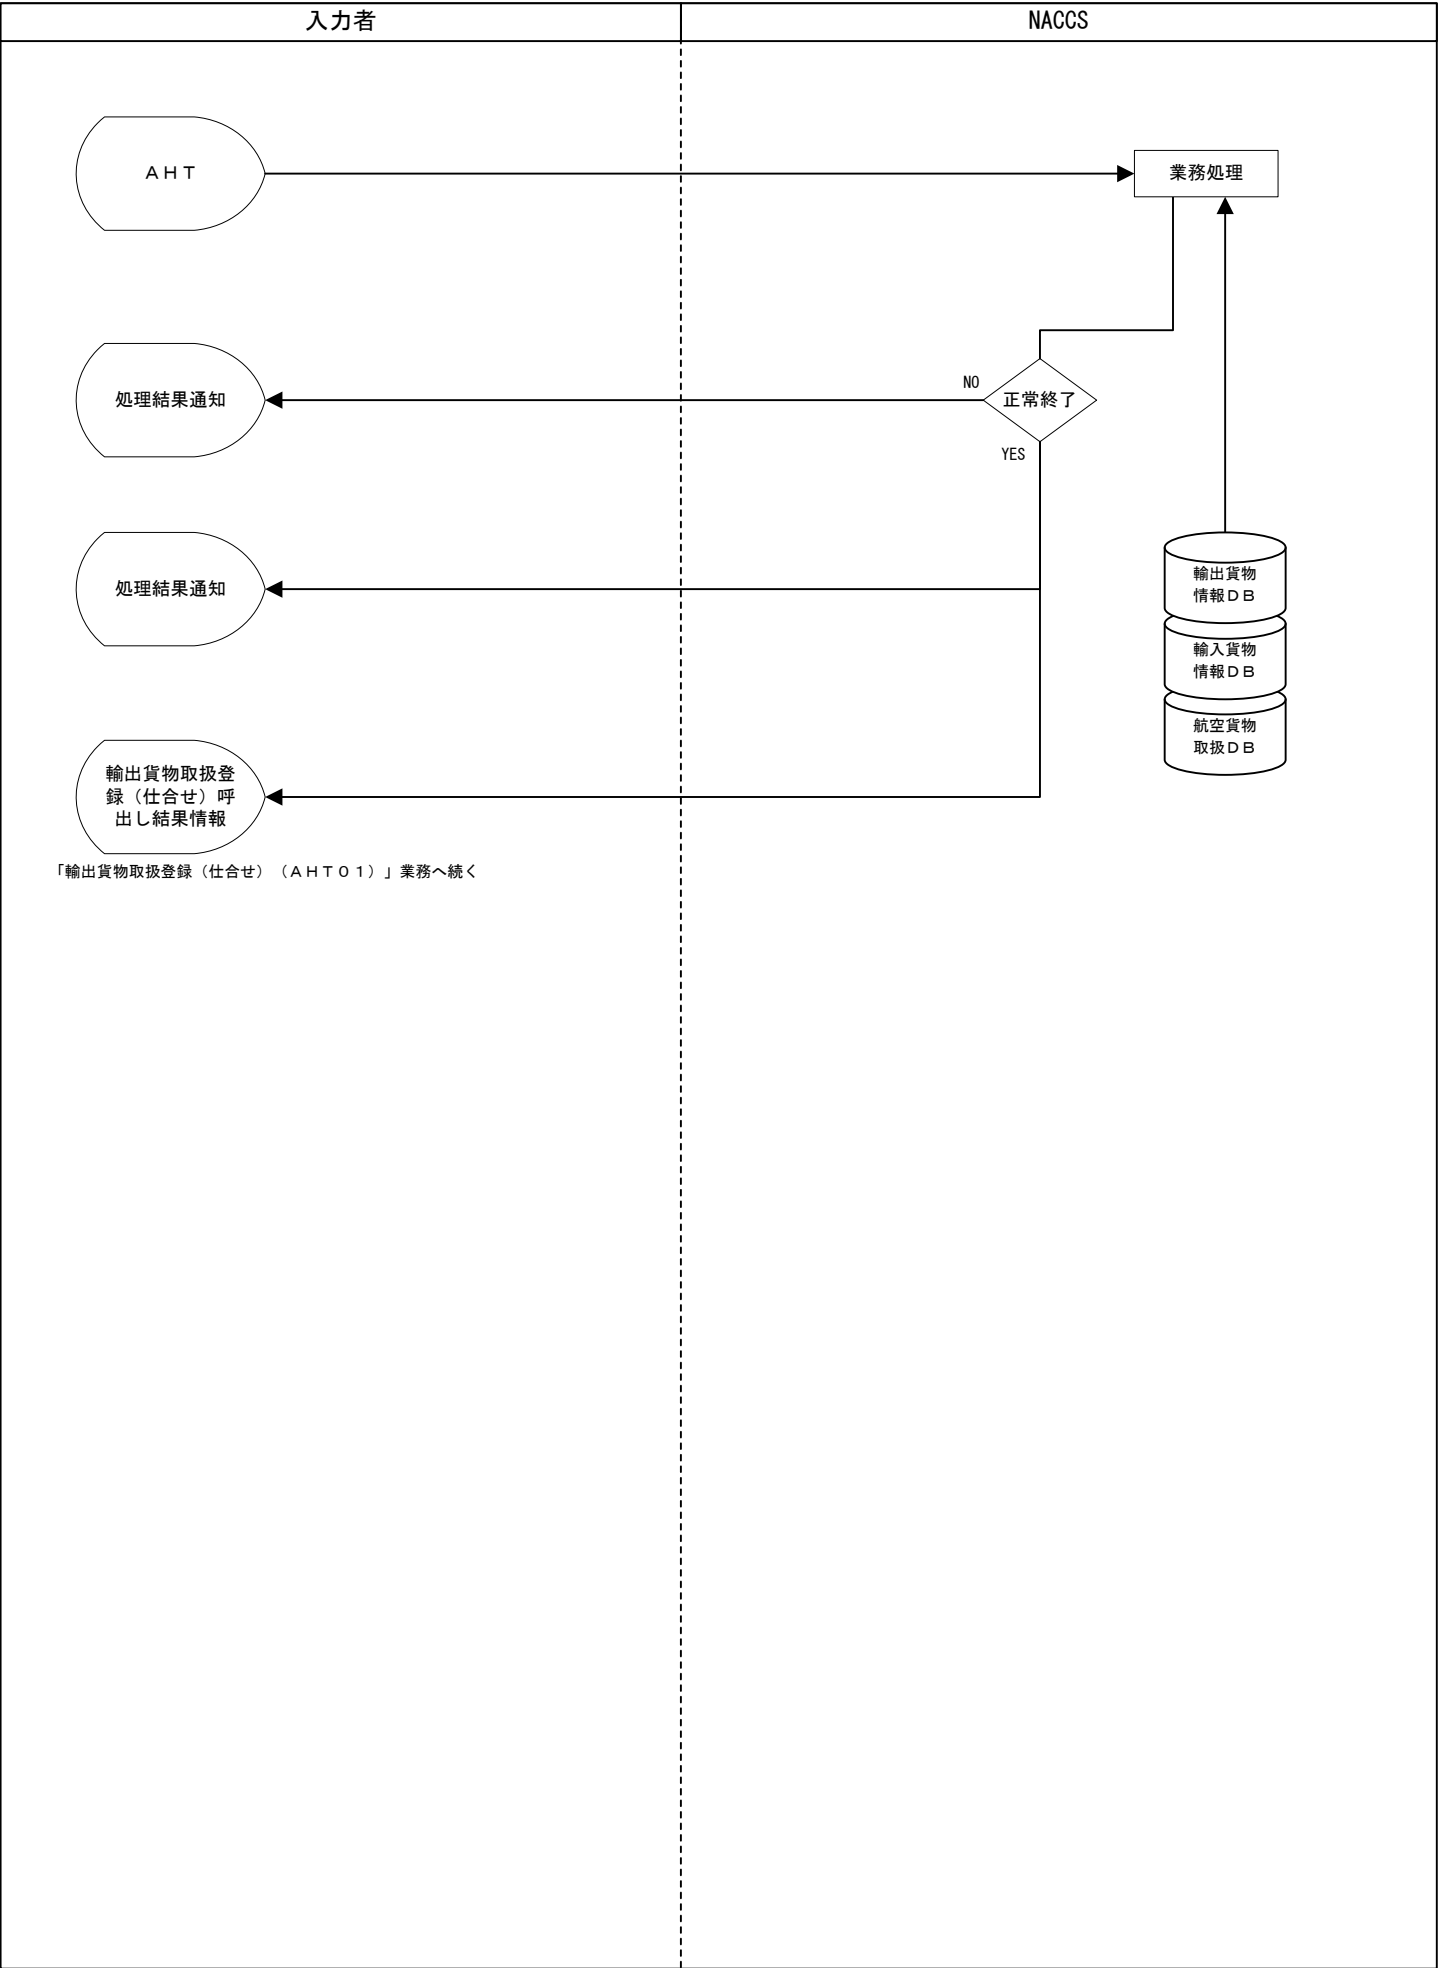 入力者
NACCS
ＡＨＴ
業務処理
処理結果通知
NO
正常終了
YES
処理結果通知
輸出貨物
情報ＤＢ
輸入貨物
情報ＤＢ
航空貨物
取扱ＤＢ
輸出貨物取扱登
録（仕合せ）呼
出し結果情報
「輸出貨物取扱登録（仕合せ）（ＡＨＴ０１）」業務へ続く